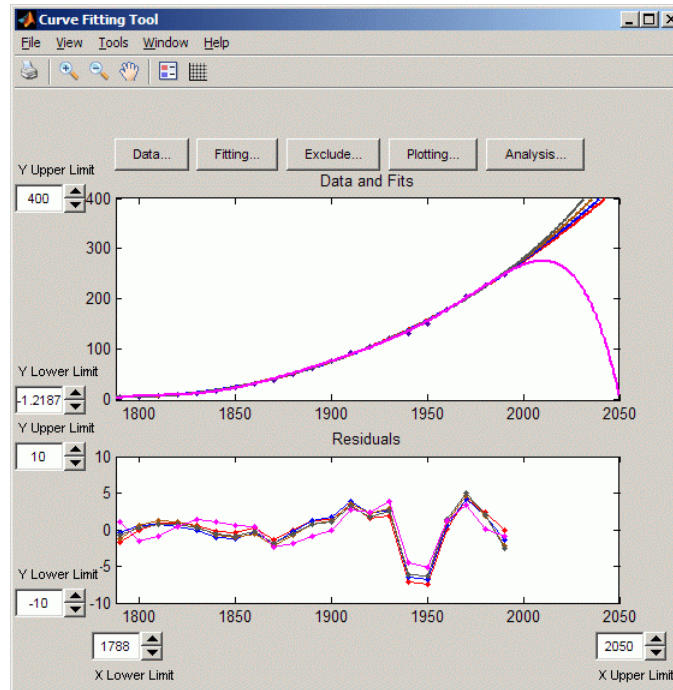 Curve Fitting Tool
File View Tools Window Help
Data... Fitting... Exclude... Plotting... Analysis...
Y Upper Limit
400
Data and Fits
400
300
200
100
0
Y Lower Limit
-1.2187
1800 1850 1900 1950 2000 2050
Y Upper Limit
10
Residuals
10
5
0
-5
-10
Y Lower Limit
-10
1800 1850 1900 1950 2000 2050
1788
2050
X Lower Limit
X Upper Limit